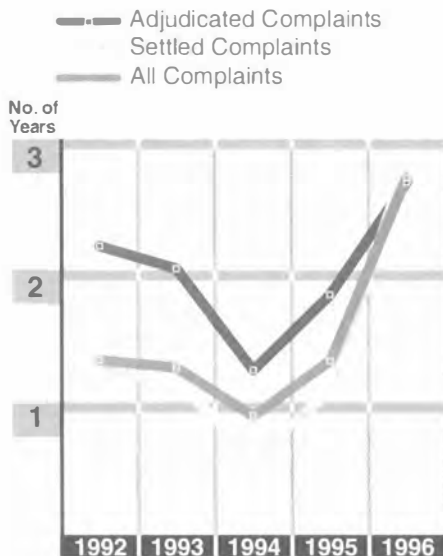 Adjudicated Complaints
Settled Complaints
All Complaints
No. of
Years
3
2
1
1992 1993 1994 1995 1996